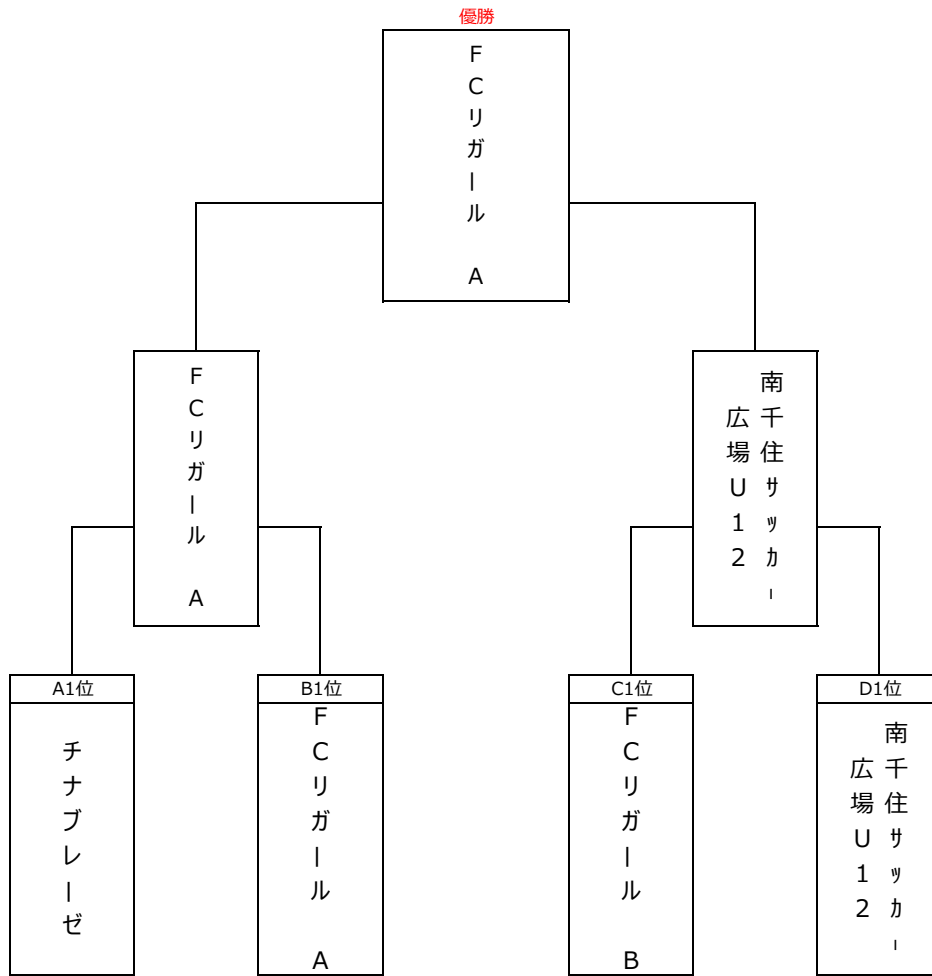 優勝
FCリガール A
FCリガール A
南千住ｻｯｶｰ
広場U12
A1位
B1位
C1位
D1位
チナブレーゼ
FCリガール A
FCリガール B
南千住ｻｯｶｰ
広場U12